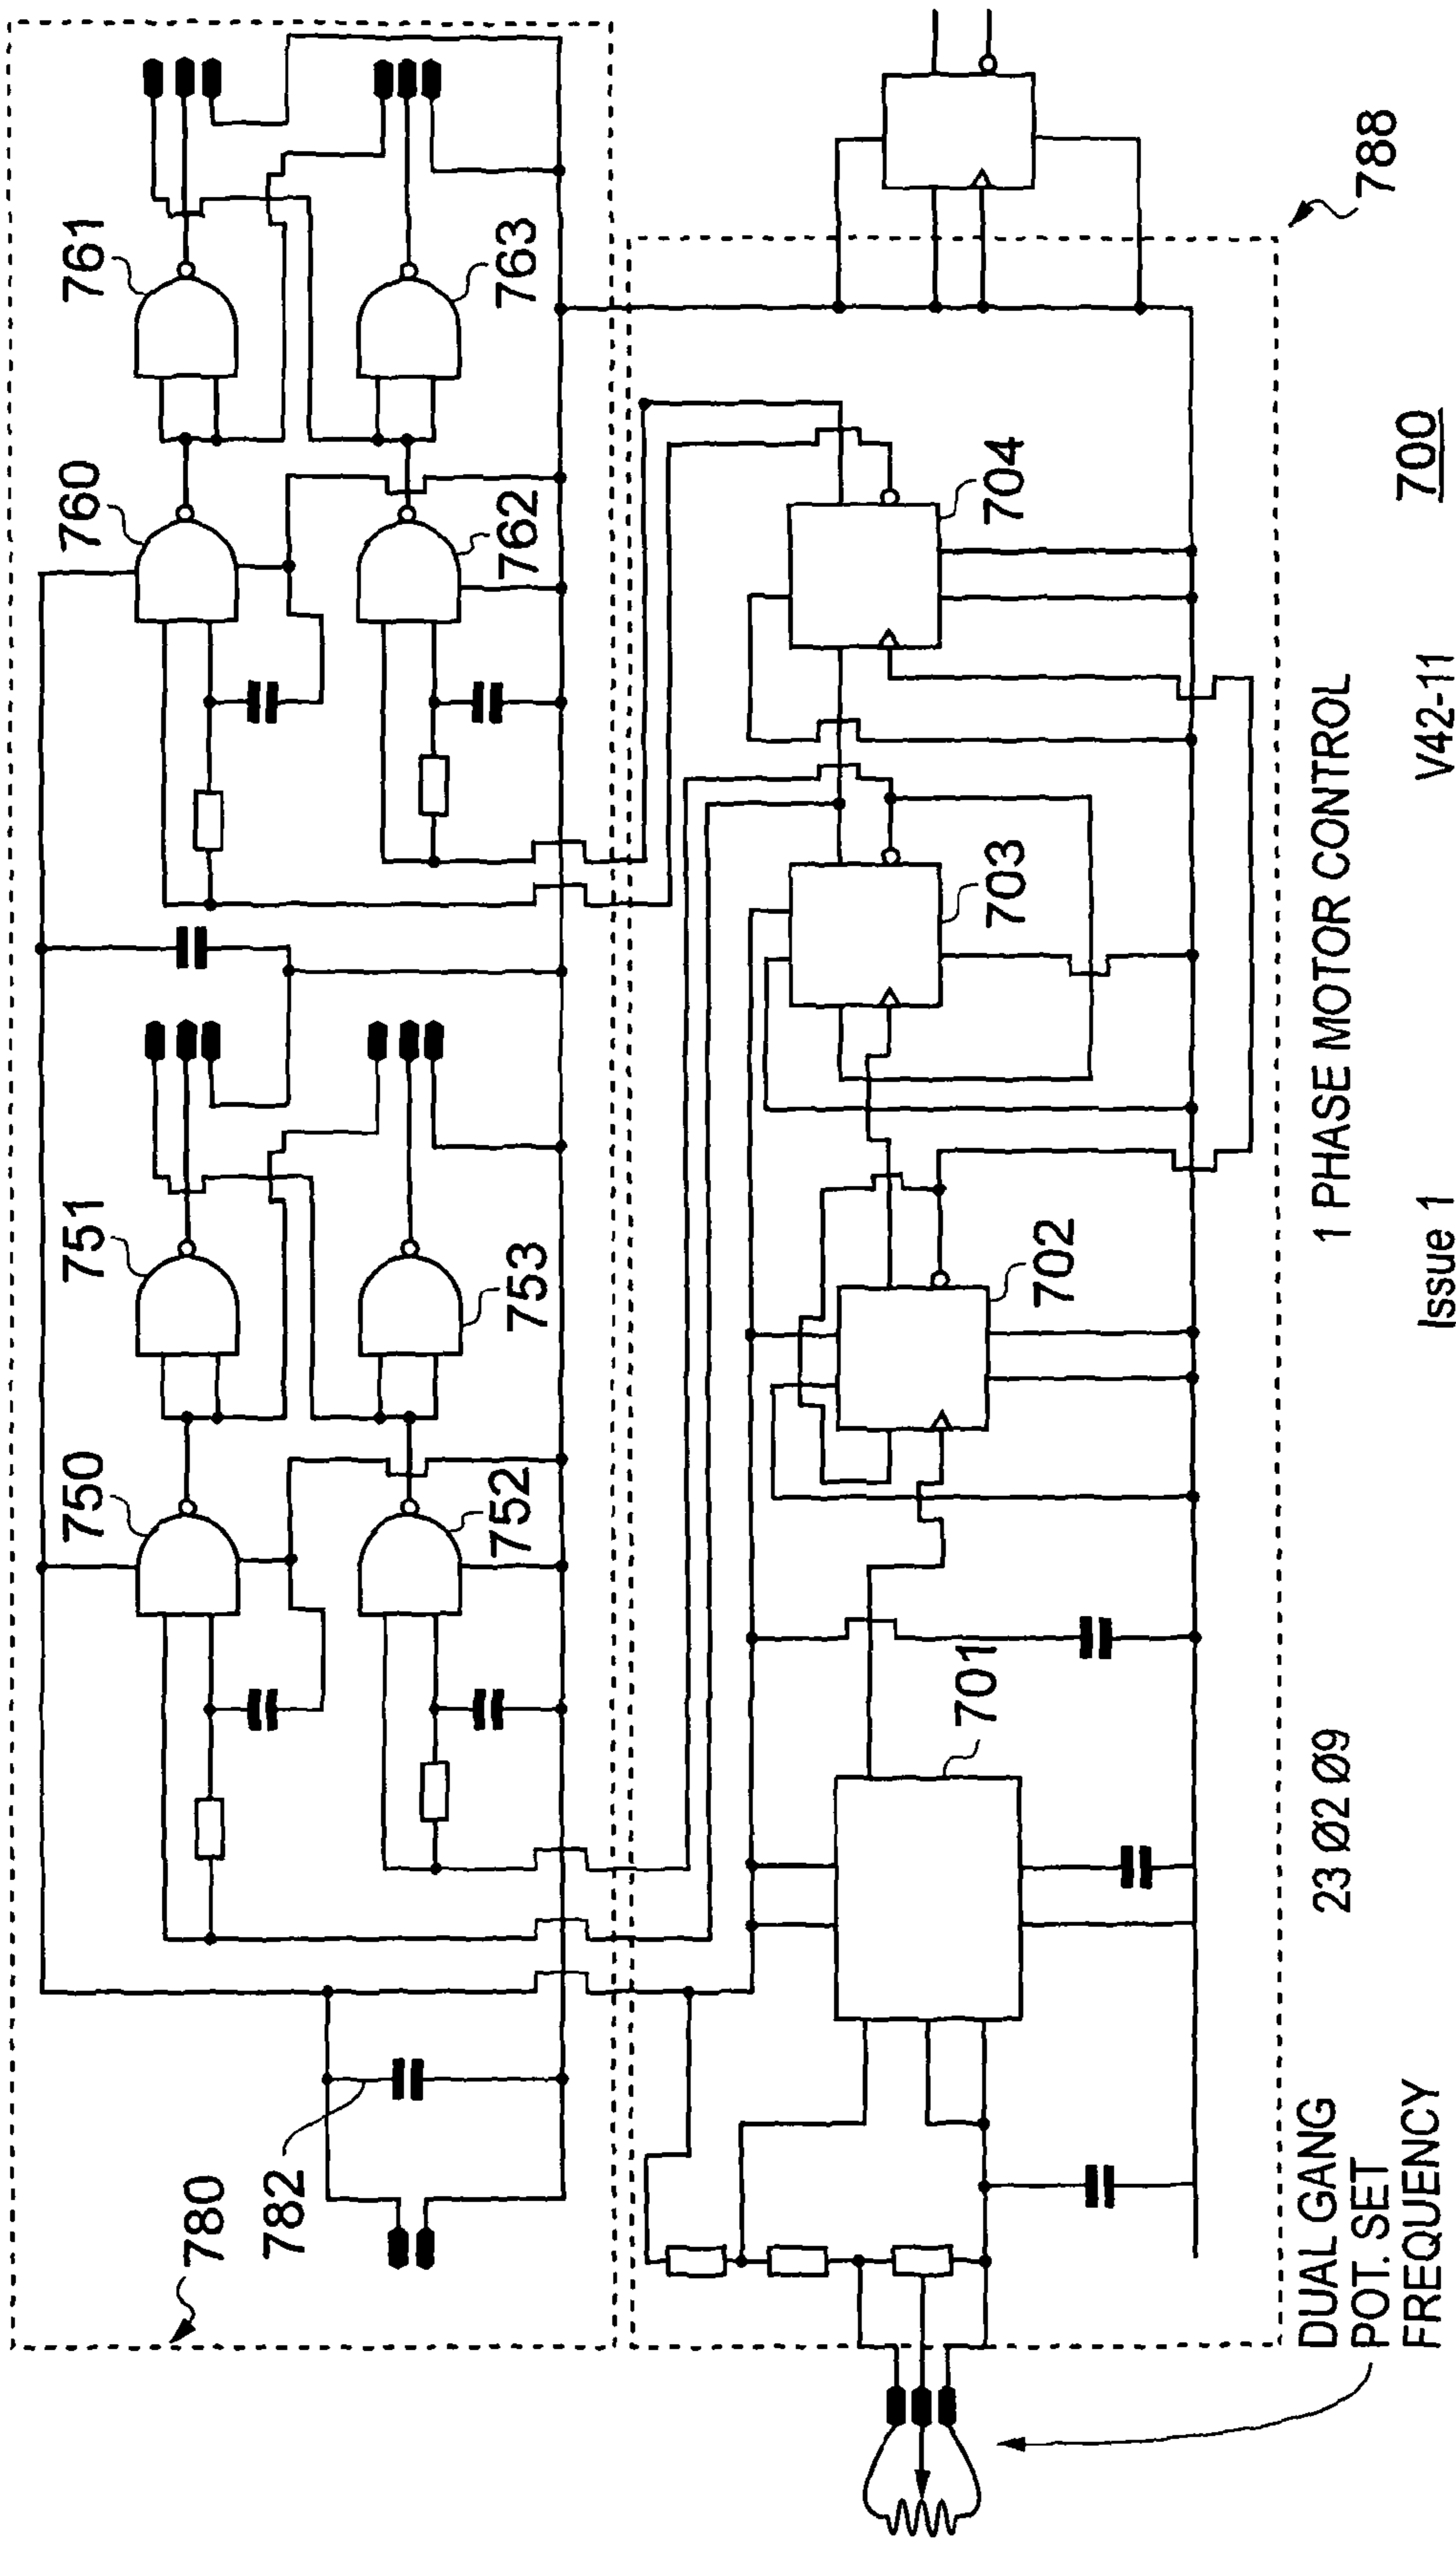 780
782
750
751
760
761
752
753
762
763
701
702
703
704
788
DUAL GANG
POT. SET
FREQUENCY
23 Ø2 Ø9
1 PHASE MOTOR CONTROL
Issue 1
V42-11
700